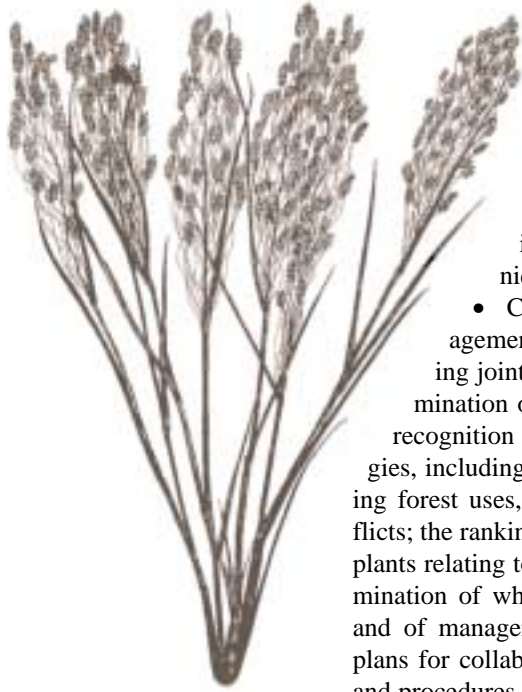 i
nic
• C
agemen
ing joint
mination o
recognition
gies, including
ing forest uses,
flicts; the rankin
plants relating to
mination of wh
and of manage
plans for collab
and procedures